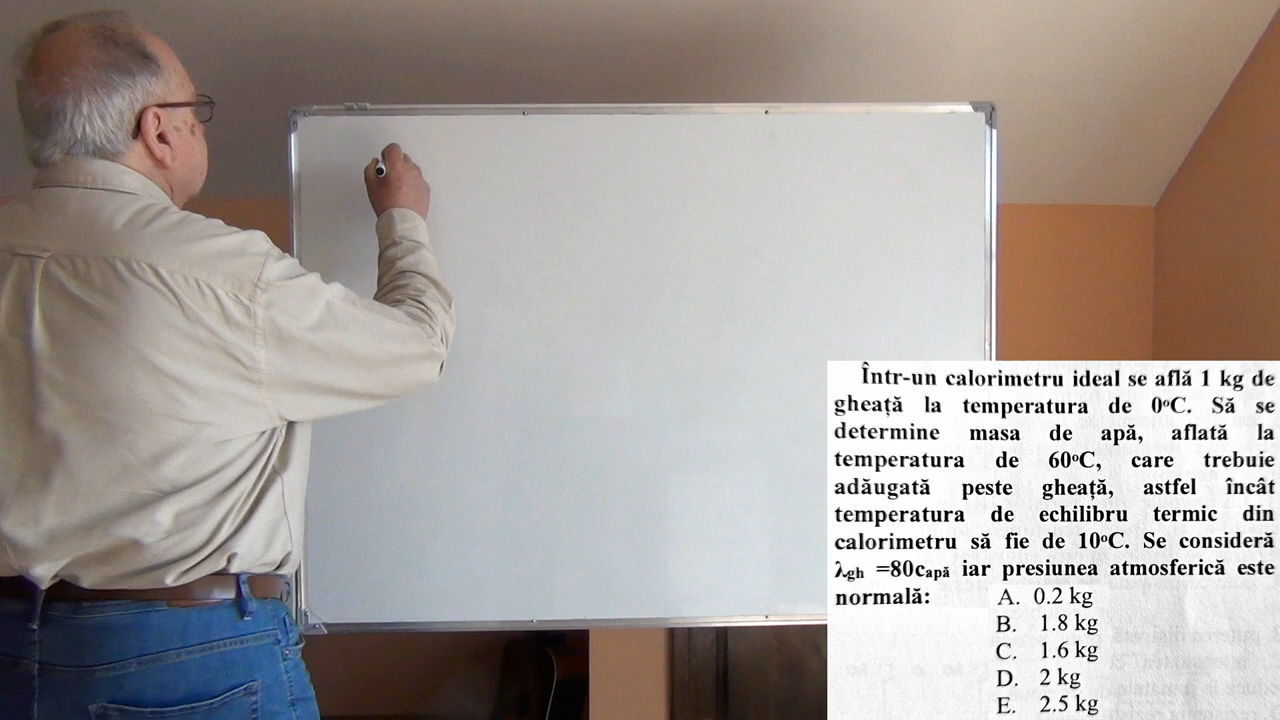 Într-un calorimetru ideal se află 1 kg de
gheață la temperatura de 0°C. Să se
determine masa de apă, aflată la
temperatura de 60°C, care trebuie
adăugată peste gheață, astfel încât
temperatura de echilibru termic din
calorimetru să fie de 10°C. Se consideră
λgh =80capă iar presiunea atmosferică este
normală: A. 0.2 kg
B. 1.8 kg
C. 1.6 kg
D. 2 kg
E. 2.5 kg